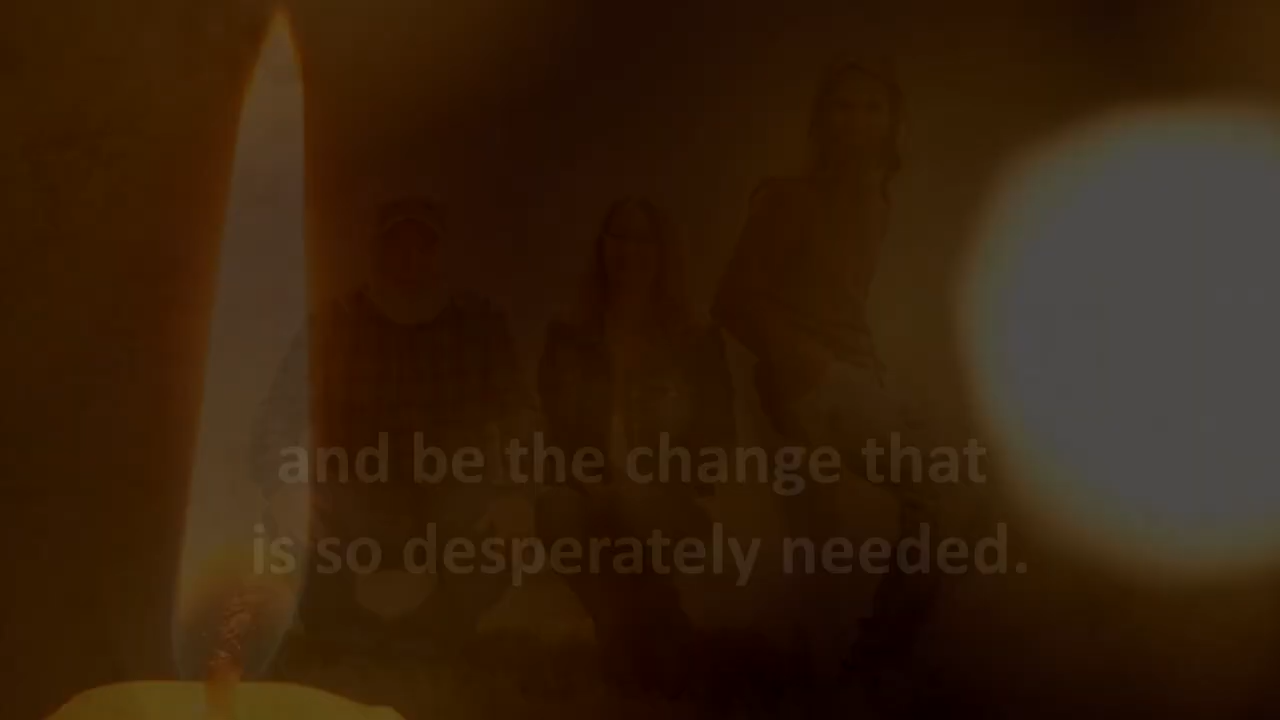 and be the change that
is so desperately needed.